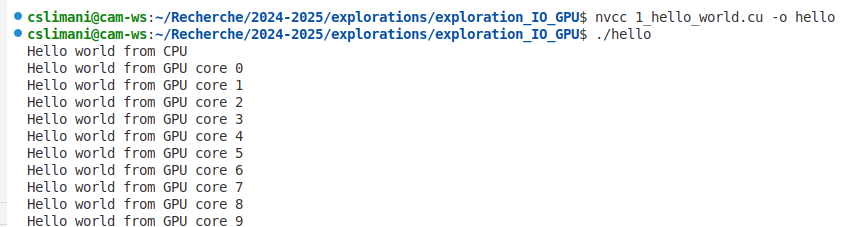 cslimani@cam-ws:~/Recherche/2024-2025/explorations/exploration_IO_GPU$ nvcc 1_hello_world.cu -o hello
cslimani@cam-ws:~/Recherche/2024-2025/explorations/exploration_IO_GPU$ ./hello
Hello world from CPU
Hello world from GPU core 0
Hello world from GPU core 1
Hello world from GPU core 2
Hello world from GPU core 3
Hello world from GPU core 4
Hello world from GPU core 5
Hello world from GPU core 6
Hello world from GPU core 7
Hello world from GPU core 8
Hello world from GPU core 9